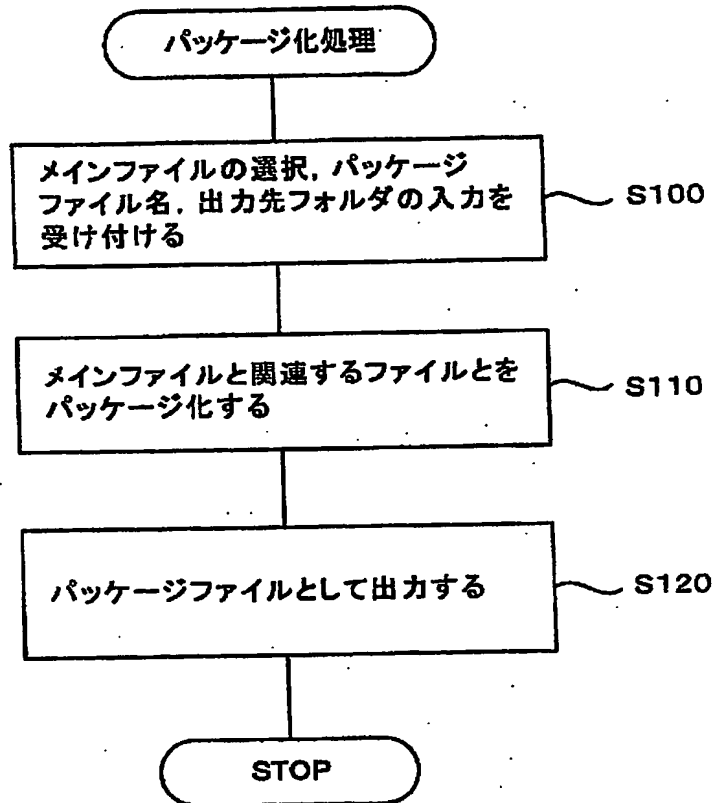 パッケージ化処理
メインファイルの選択，パッケージ
ファイル名，出力先フォルダの入力を
受け付ける
S100
メインファイルと関連するファイルとを
パッケージ化する
S110
パッケージファイルとして出力する
S120
STOP